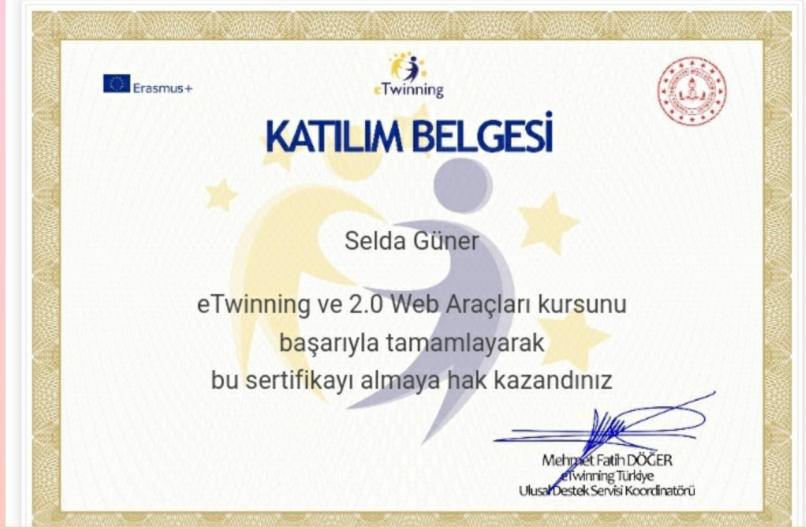 Erasmus+
eTwinning
KATILIM BELGESİ
Selda Güner
eTwinning ve 2.0 Web Araçları kursunu
başarıyla tamamlayarak
bu sertifikayı almaya hak kazandınız
Mehmet Fatih DÖĞER
eTwinning Türkiye
Ulusal Destek Servisi Koordinatörü